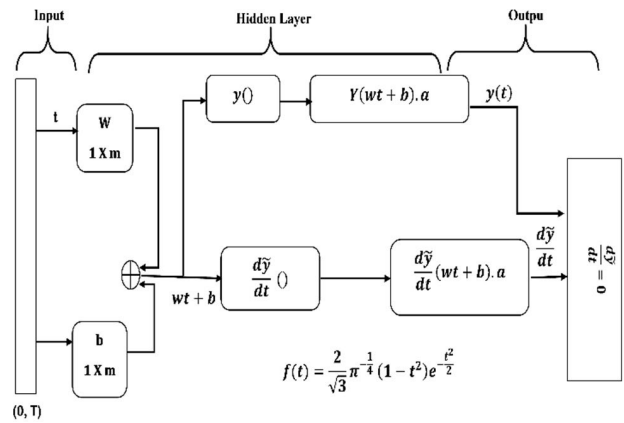 Input
Hidden Layer
Outpu
t
W
1 X m
y()
Y(wt + b).a
y(t)
wt + b
dỹ/dt ()
dỹ/dt (wt + b).a
dỹ/dt
dỹ/dt = 0
b
1 X m
f(t) = 2/√3 π^(-1/4) (1 − t²)e^(-t²/2)
(0, T)